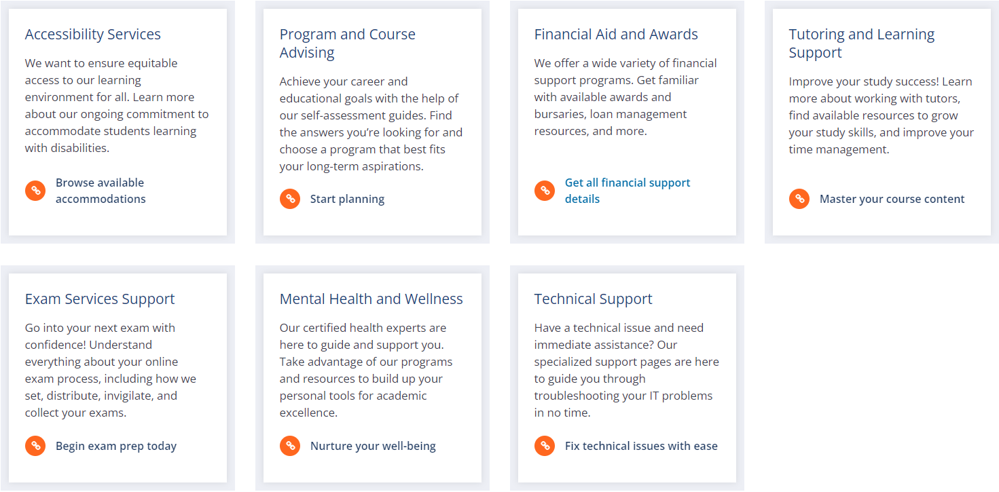 Accessibility Services
We want to ensure equitable
access to our learning
environment for all. Learn more
about our ongoing commitment to
accommodate students learning
with disabilities.
Browse available
accommodations
Program and Course
Advising
Achieve your career and
educational goals with the help of
our self-assessment guides. Find
the answers you’re looking for and
choose a program that best fits
your long-term aspirations.
Start planning
Financial Aid and Awards
We offer a wide variety of financial
support programs. Get familiar
with available awards and
bursaries, loan management
resources, and more.
Get all financial support
details
Tutoring and Learning
Support
Improve your study success! Learn
more about working with tutors,
find available resources to grow
your study skills, and improve your
time management.
Master your course content
Exam Services Support
Go into your next exam with
confidence! Understand
everything about your online
exam process, including how we
set, distribute, invigilate, and
collect your exams.
Begin exam prep today
Mental Health and Wellness
Our certified health experts are
here to guide and support you.
Take advantage of our programs
and resources to build up your
personal tools for academic
excellence.
Nurture your well-being
Technical Support
Have a technical issue and need
immediate assistance? Our
specialized support pages are here
to guide you through
troubleshooting your IT problems
in no time.
Fix technical issues with ease